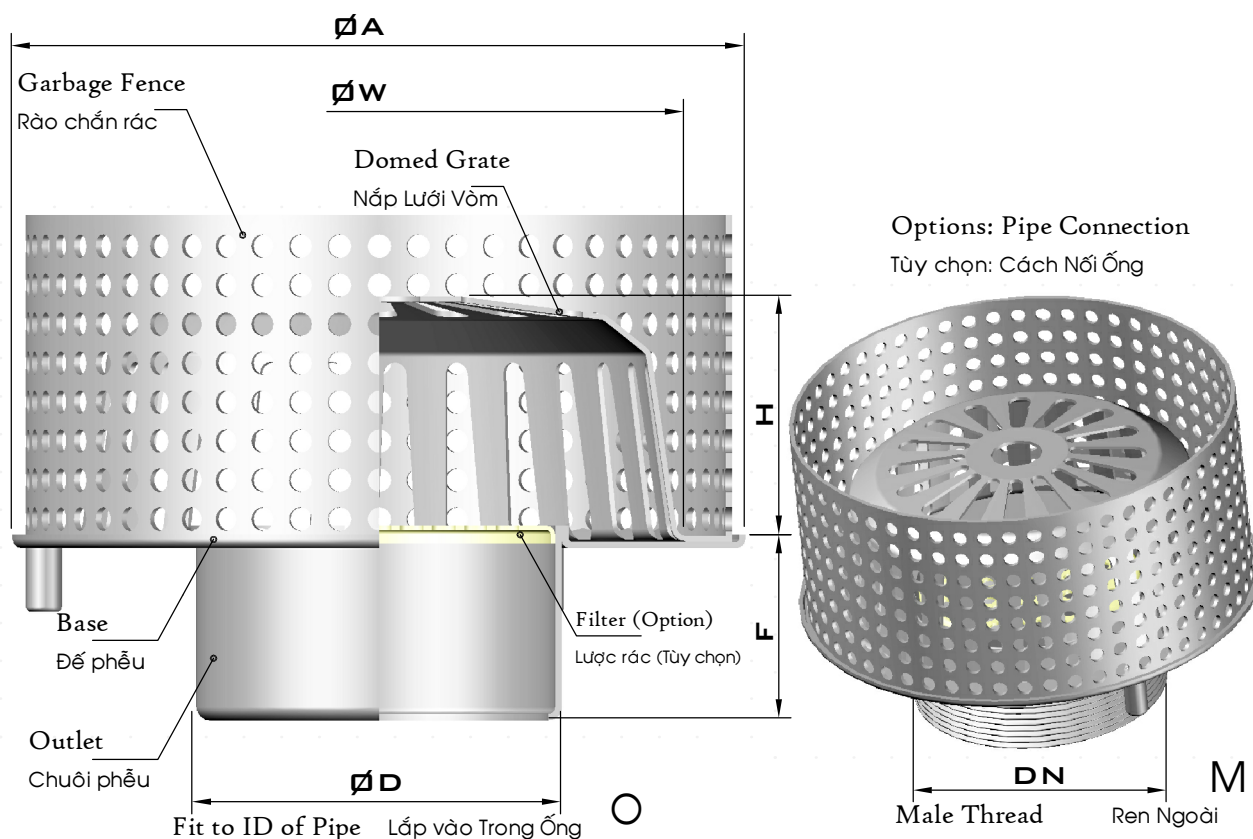 ØA
Garbage Fence
Rào chắn rác
ØW
Domed Grate
Nắp Lưới Vòm
Options: Pipe Connection
Tùy chọn: Cách Nối Ống
H
Base
Đế phễu
Filter (Option)
Lược rác (Tùy chọn)
F
Outlet
Chuôi phễu
ØD
Fit to ID of Pipe Lắp vào Trong Ống
O
DN
M
Male Thread Ren Ngoài